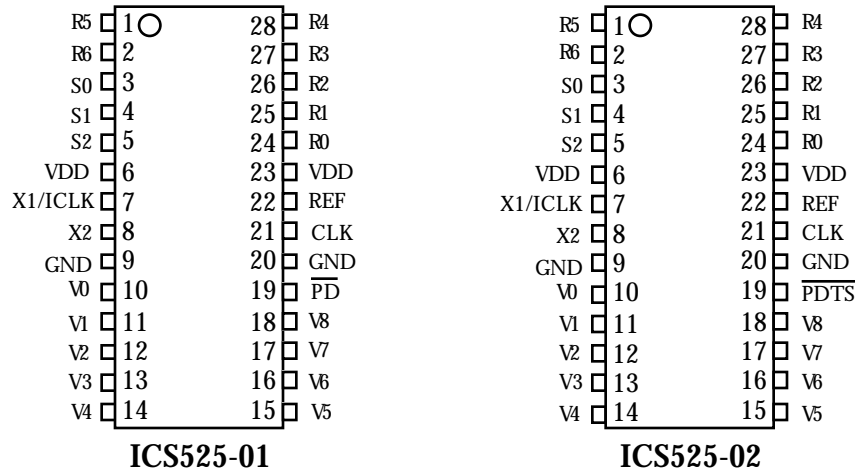 R5 1 28 R4
R6 2 27 R3
S0 3 26 R2
S1 4 25 R1
S2 5 24 R0
VDD 6 23 VDD
X1/ICLK 7 22 REF
X2 8 21 CLK
GND 9 20 GND
V0 10 19 PD
V1 11 18 V8
V2 12 17 V7
V3 13 16 V6
V4 14 15 V5
ICS525-01
R5 1 28 R4
R6 2 27 R3
S0 3 26 R2
S1 4 25 R1
S2 5 24 R0
VDD 6 23 VDD
X1/ICLK 7 22 REF
X2 8 21 CLK
GND 9 20 GND
V0 10 19 PDTS
V1 11 18 V8
V2 12 17 V7
V3 13 16 V6
V4 14 15 V5
ICS525-02